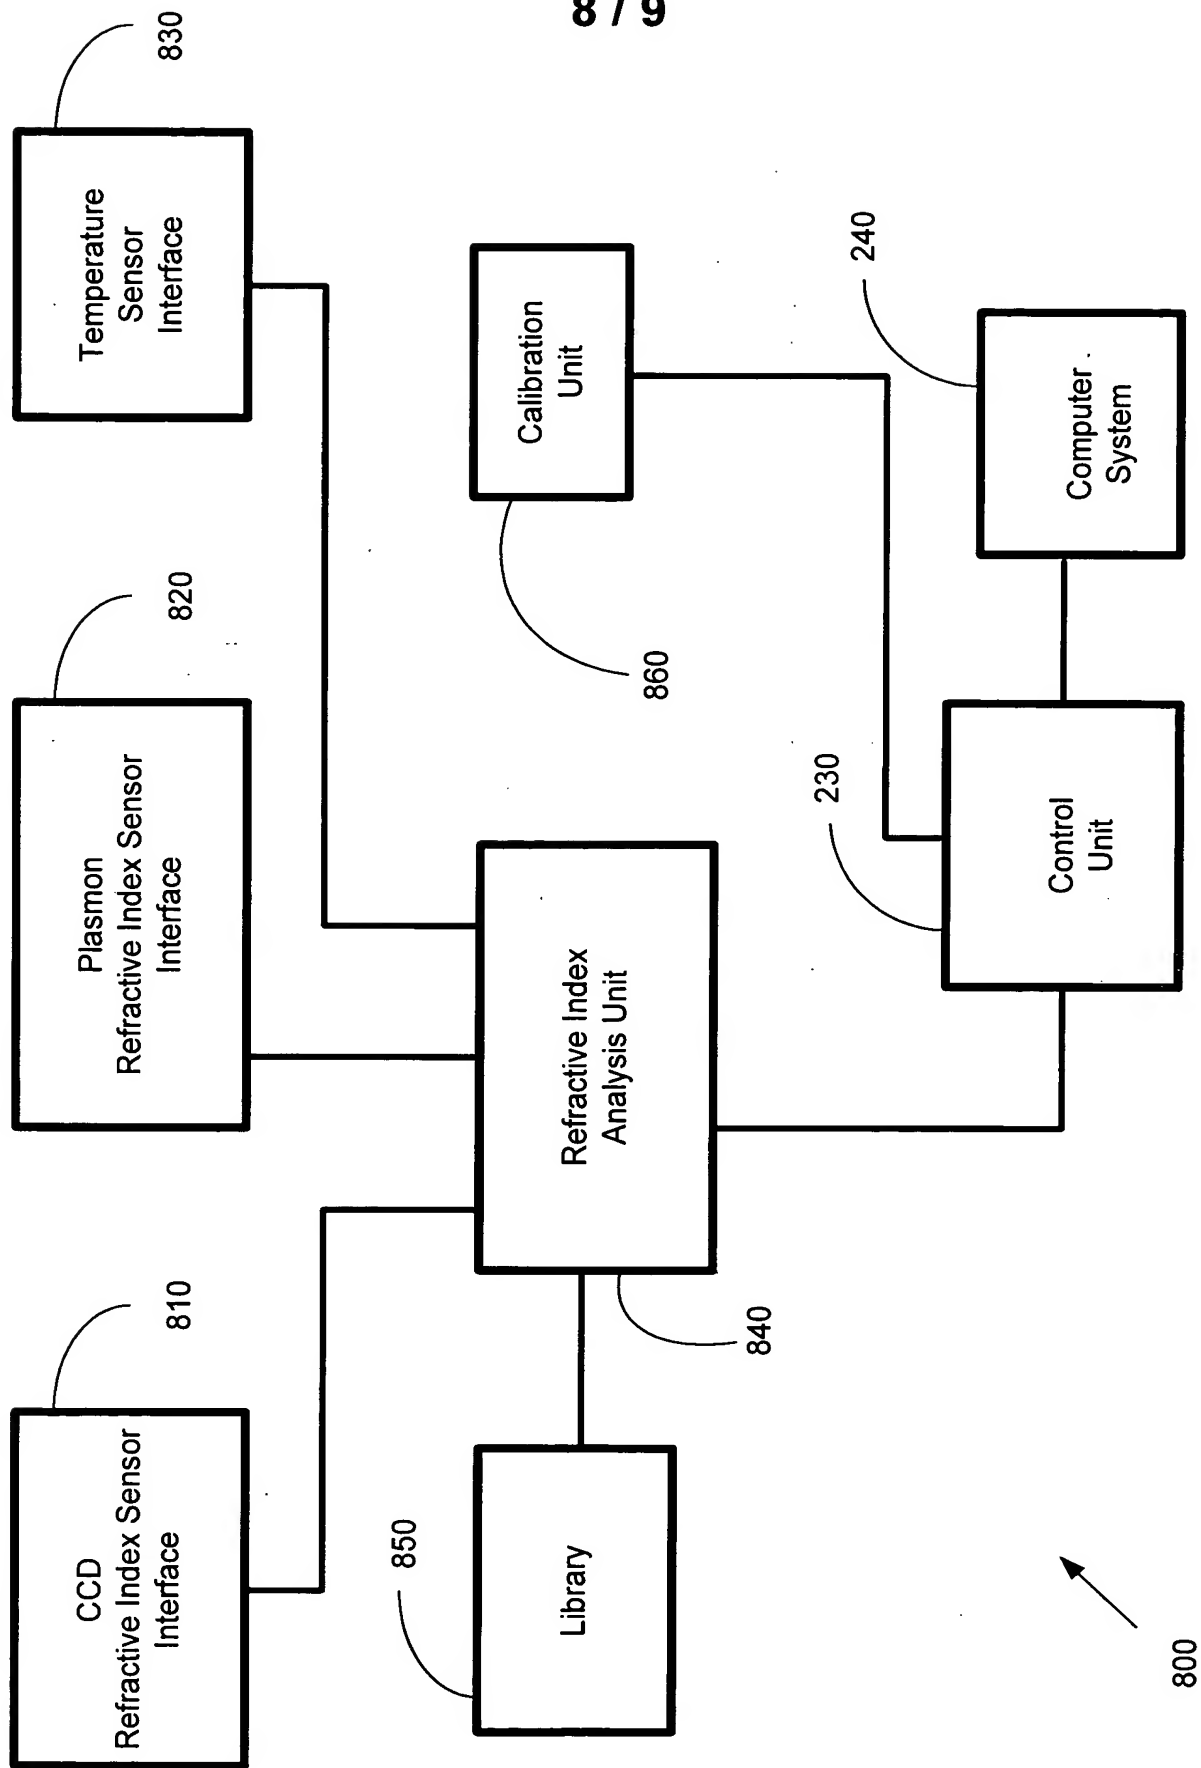 8 / 9
CCD
Refractive Index Sensor
Interface
810
Plasmon
Refractive Index Sensor
Interface
820
Temperature
Sensor
Interface
830
Library
850
Refractive Index
Analysis Unit
840
Calibration
Unit
860
Control
Unit
230
Computer
System
240
800